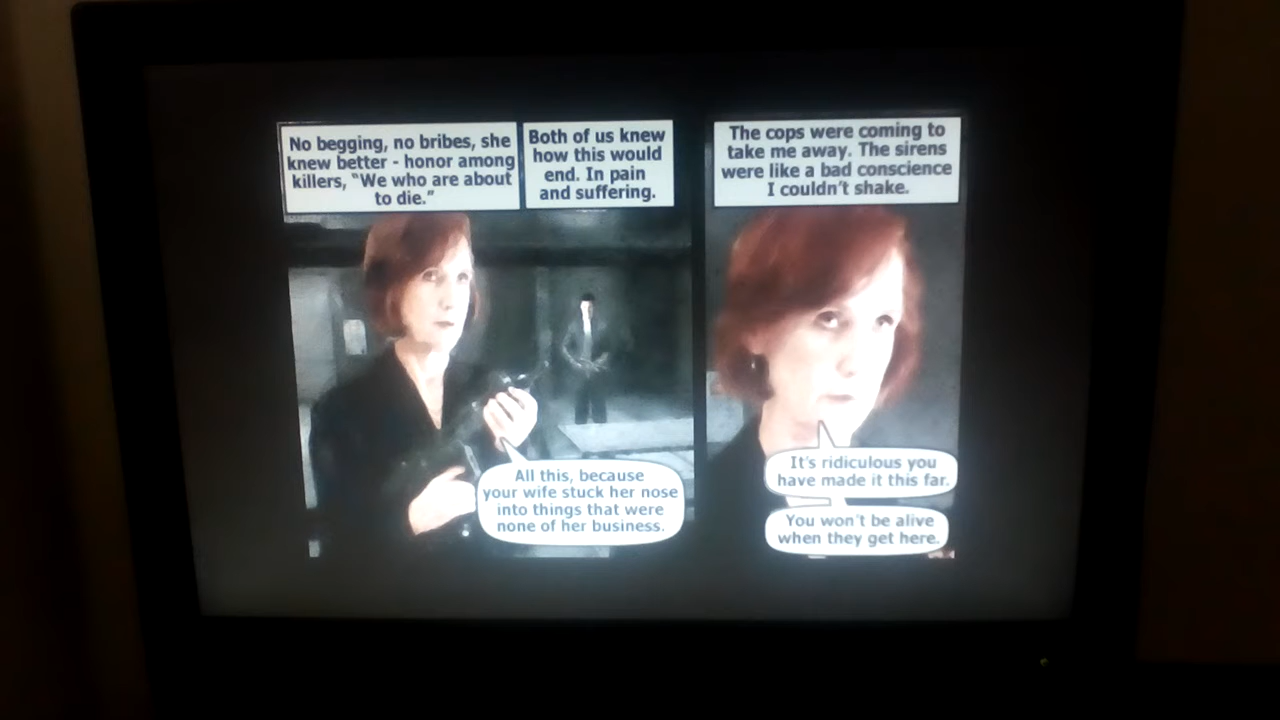 No begging, no bribes, she
knew better - honor among
killers, "We who are about
to die."
Both of us knew
how this would
end. In pain
and suffering.
All this, because
your wife stuck her nose
into things that were
none of her business.
The cops were coming to
take me away. The sirens
were like a bad conscience
I couldn't shake.
It's ridiculous you
have made it this far.
You won't be alive
when they get here.